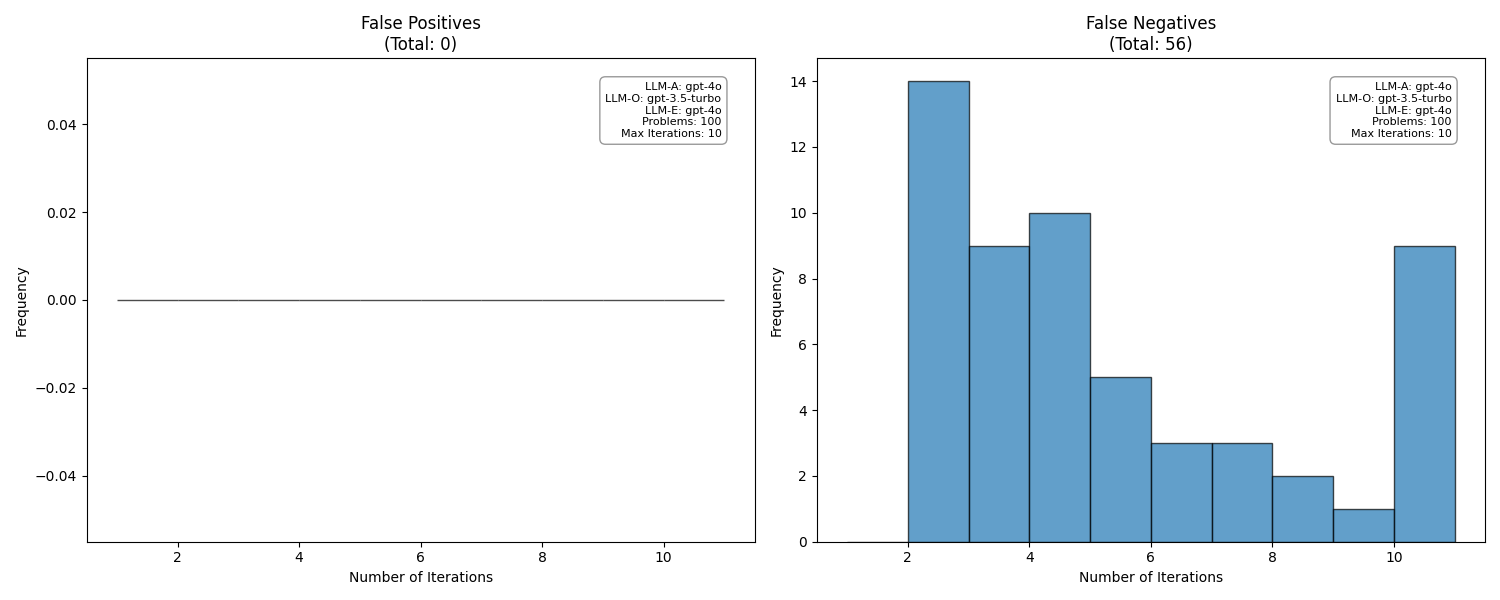 False Positives
(Total: 0)
LLM-A: gpt-4o
LLM-O: gpt-3.5-turbo
LLM-E: gpt-4o
Problems: 100
Max Iterations: 10
Frequency
0.04
0.02
0.00
−0.02
−0.04
2 4 6 8 10
Number of Iterations
False Negatives
(Total: 56)
LLM-A: gpt-4o
LLM-O: gpt-3.5-turbo
LLM-E: gpt-4o
Problems: 100
Max Iterations: 10
Frequency
14
12
10
8
6
4
2
0
2 4 6 8 10
Number of Iterations